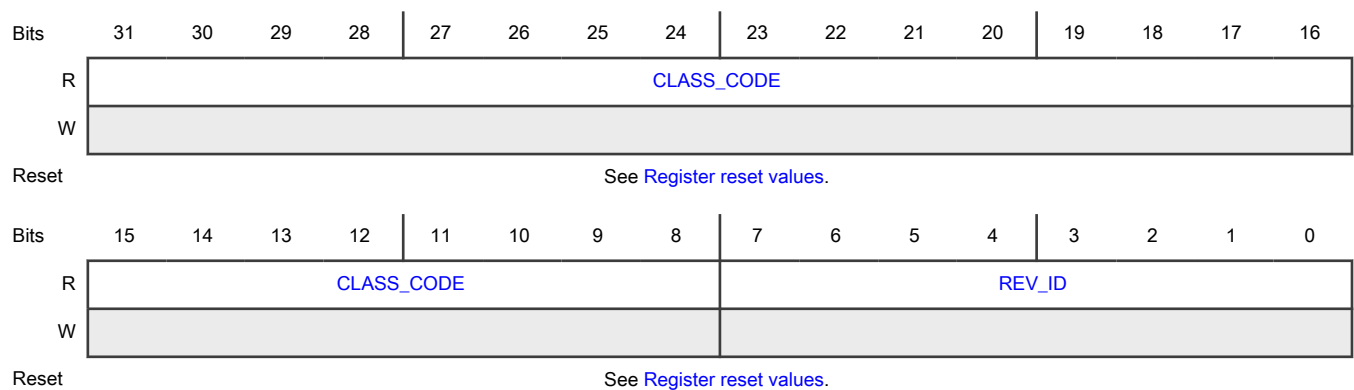 Bits 31 30 29 28 27 26 25 24 23 22 21 20 19 18 17 16
R CLASS_CODE
W
Reset See Register reset values.
Bits 15 14 13 12 11 10 9 8 7 6 5 4 3 2 1 0
R CLASS_CODE REV_ID
W
Reset See Register reset values.